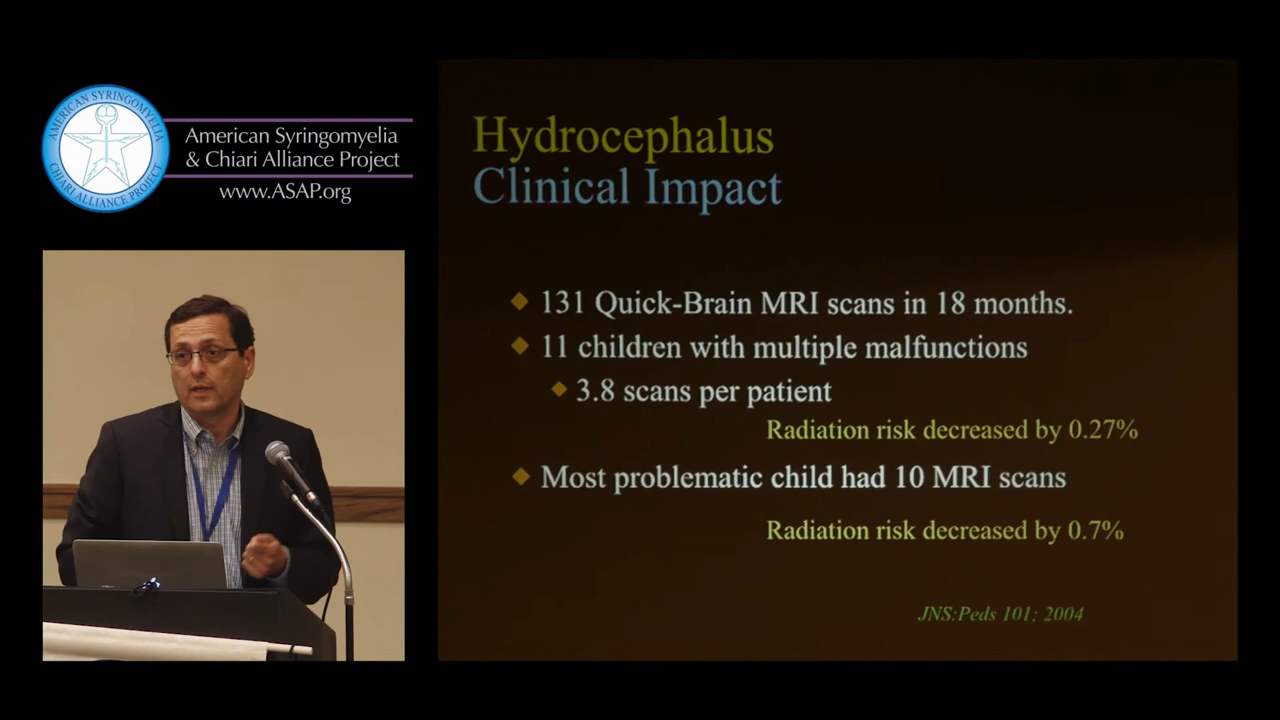 AMERICAN SYRINGOMYELIA
CHIARI ALLIANCE PROJECT
American Syringomyelia
& Chiari Alliance Project
www.ASAP.org
Hydrocephalus
Clinical Impact
131 Quick-Brain MRI scans in 18 months.
11 children with multiple malfunctions
3.8 scans per patient
Radiation risk decreased by 0.27%
Most problematic child had 10 MRI scans
Radiation risk decreased by 0.7%
JNS:Peds 101; 2004